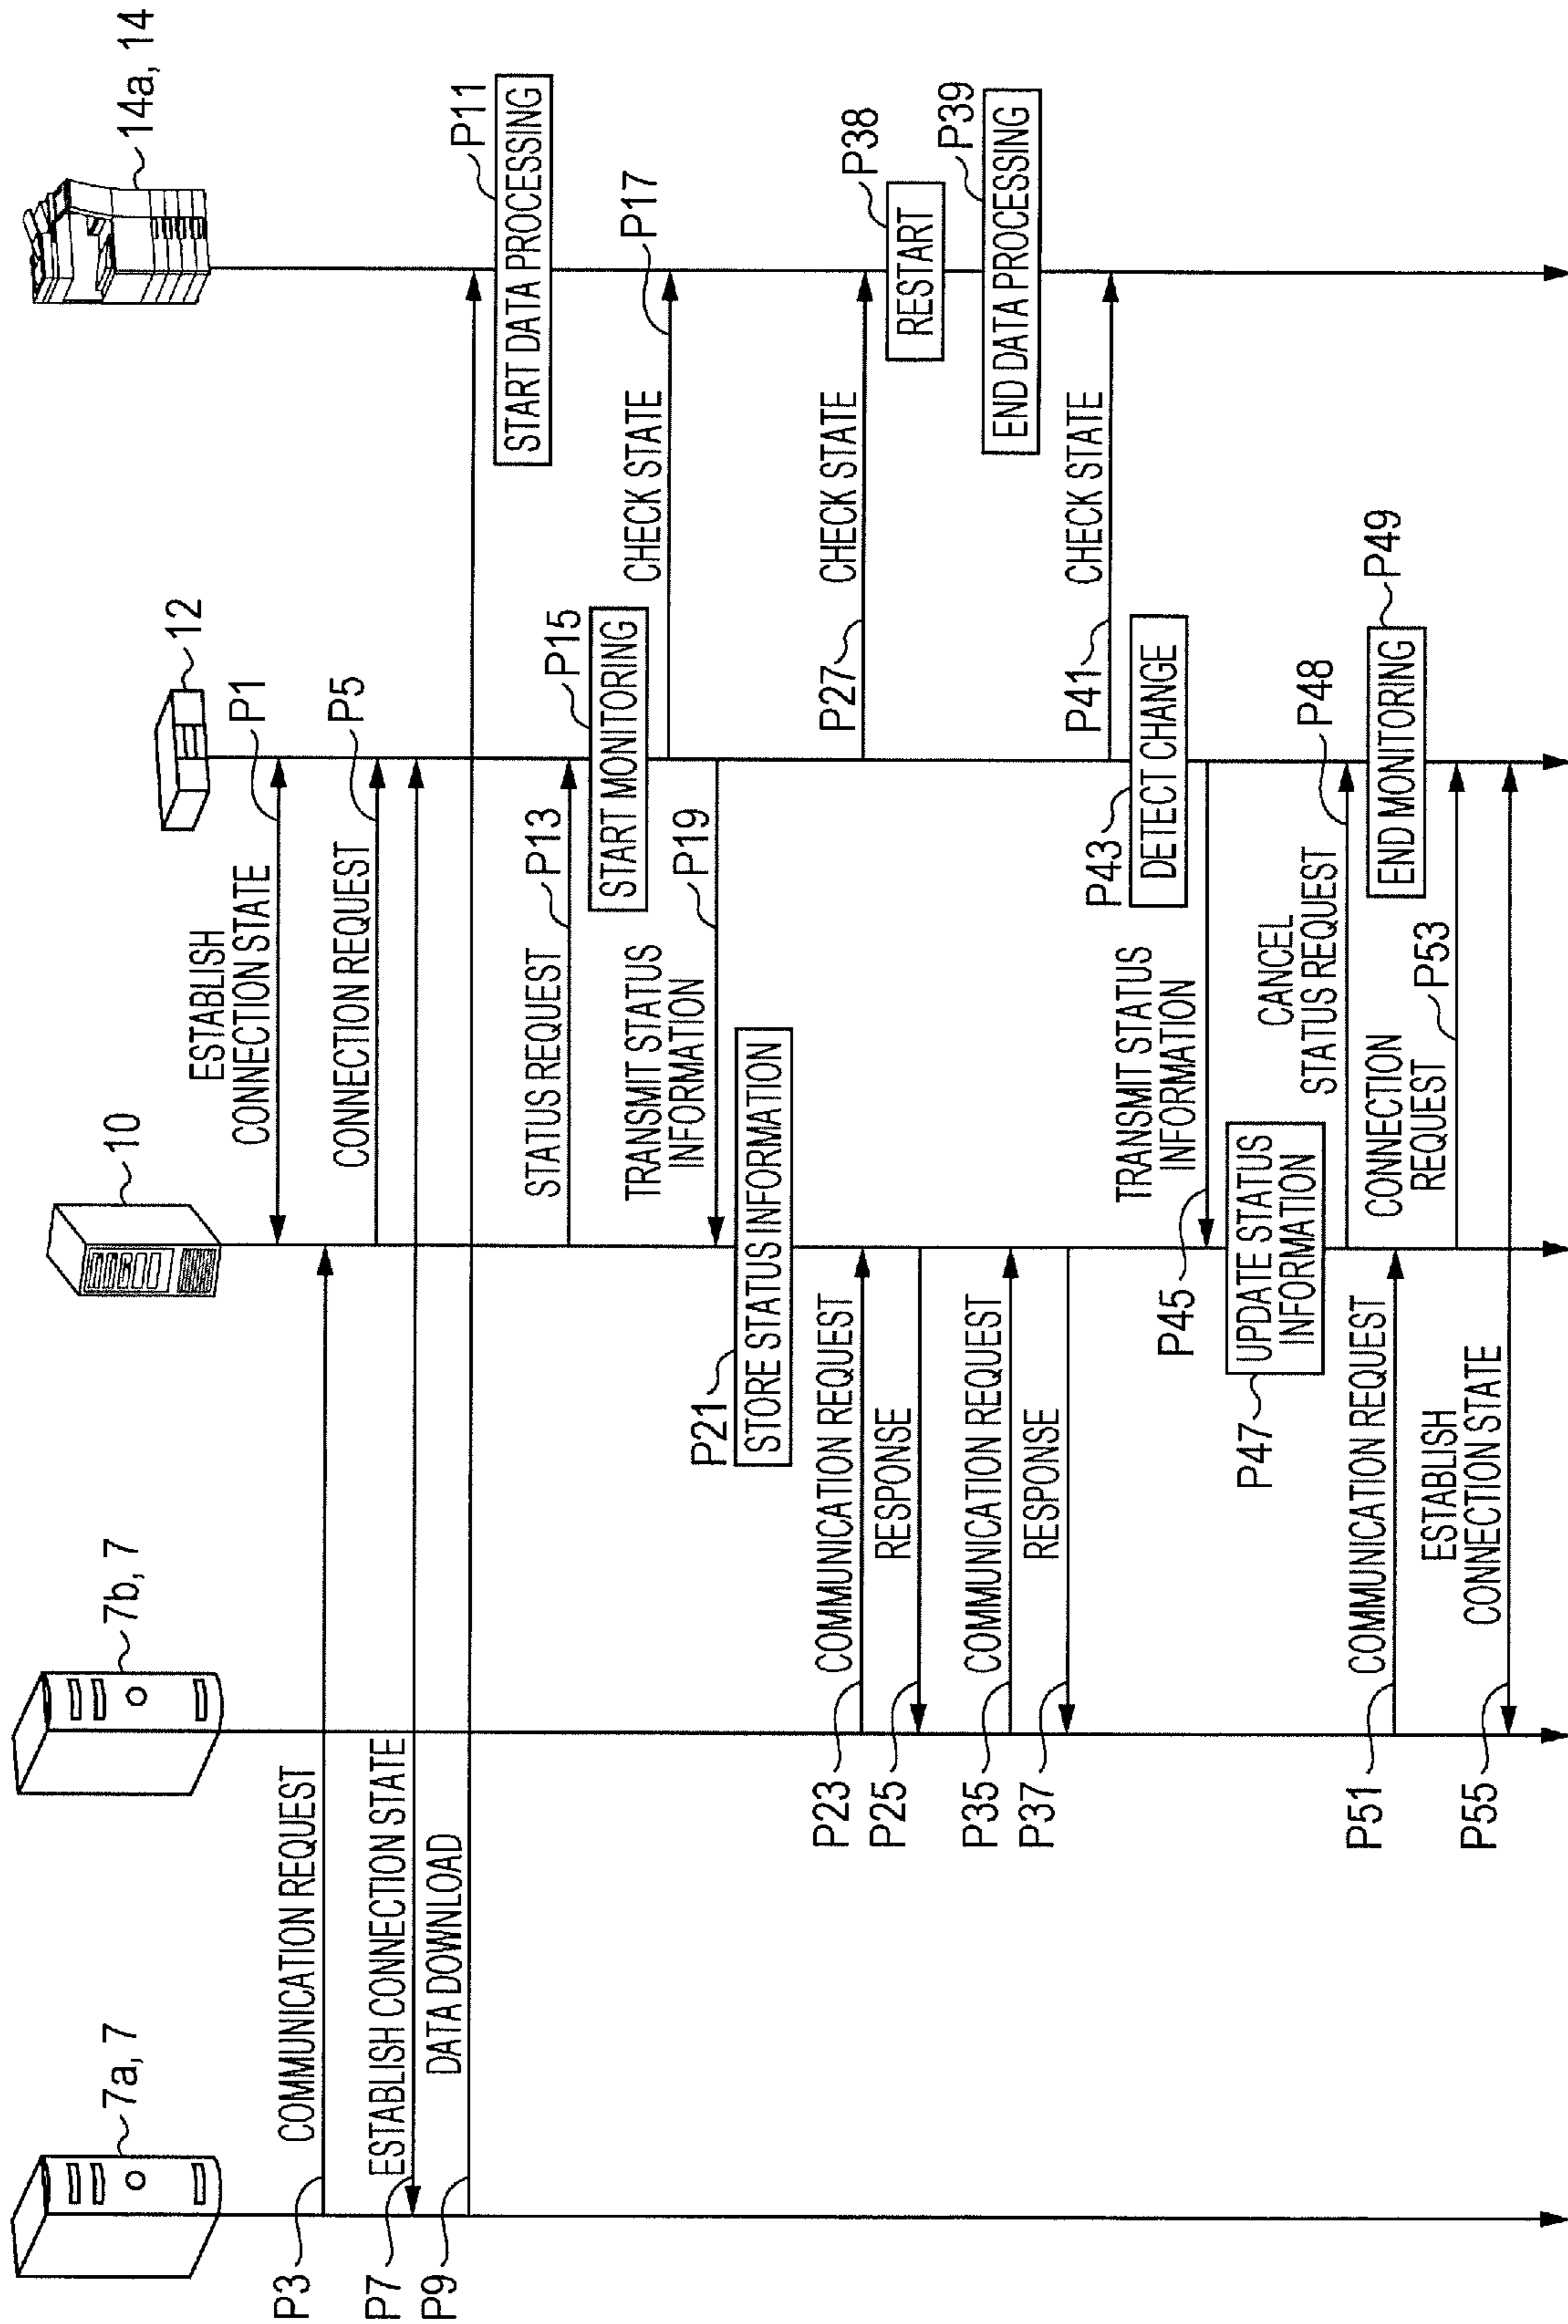 7a, 7
7b, 7
10
12
14a, 14
ESTABLISH
CONNECTION STATE
P1
P3
COMMUNICATION REQUEST
CONNECTION REQUEST
P5
P7
ESTABLISH CONNECTION STATE
P9
DATA DOWNLOAD
P11
START DATA PROCESSING
STATUS REQUEST
P13
P15
START MONITORING
CHECK STATE
P17
TRANSMIT STATUS
INFORMATION
P19
P21
STORE STATUS INFORMATION
P23
COMMUNICATION REQUEST
P25
RESPONSE
P27
CHECK STATE
P38
RESTART
P35
COMMUNICATION REQUEST
P37
RESPONSE
P39
END DATA PROCESSING
P41
CHECK STATE
P43
DETECT CHANGE
P45
TRANSMIT STATUS
INFORMATION
P47
UPDATE STATUS
INFORMATION
CANCEL
STATUS REQUEST
P48
P49
END MONITORING
P51
COMMUNICATION REQUEST
CONNECTION
REQUEST
P53
P55
ESTABLISH
CONNECTION STATE